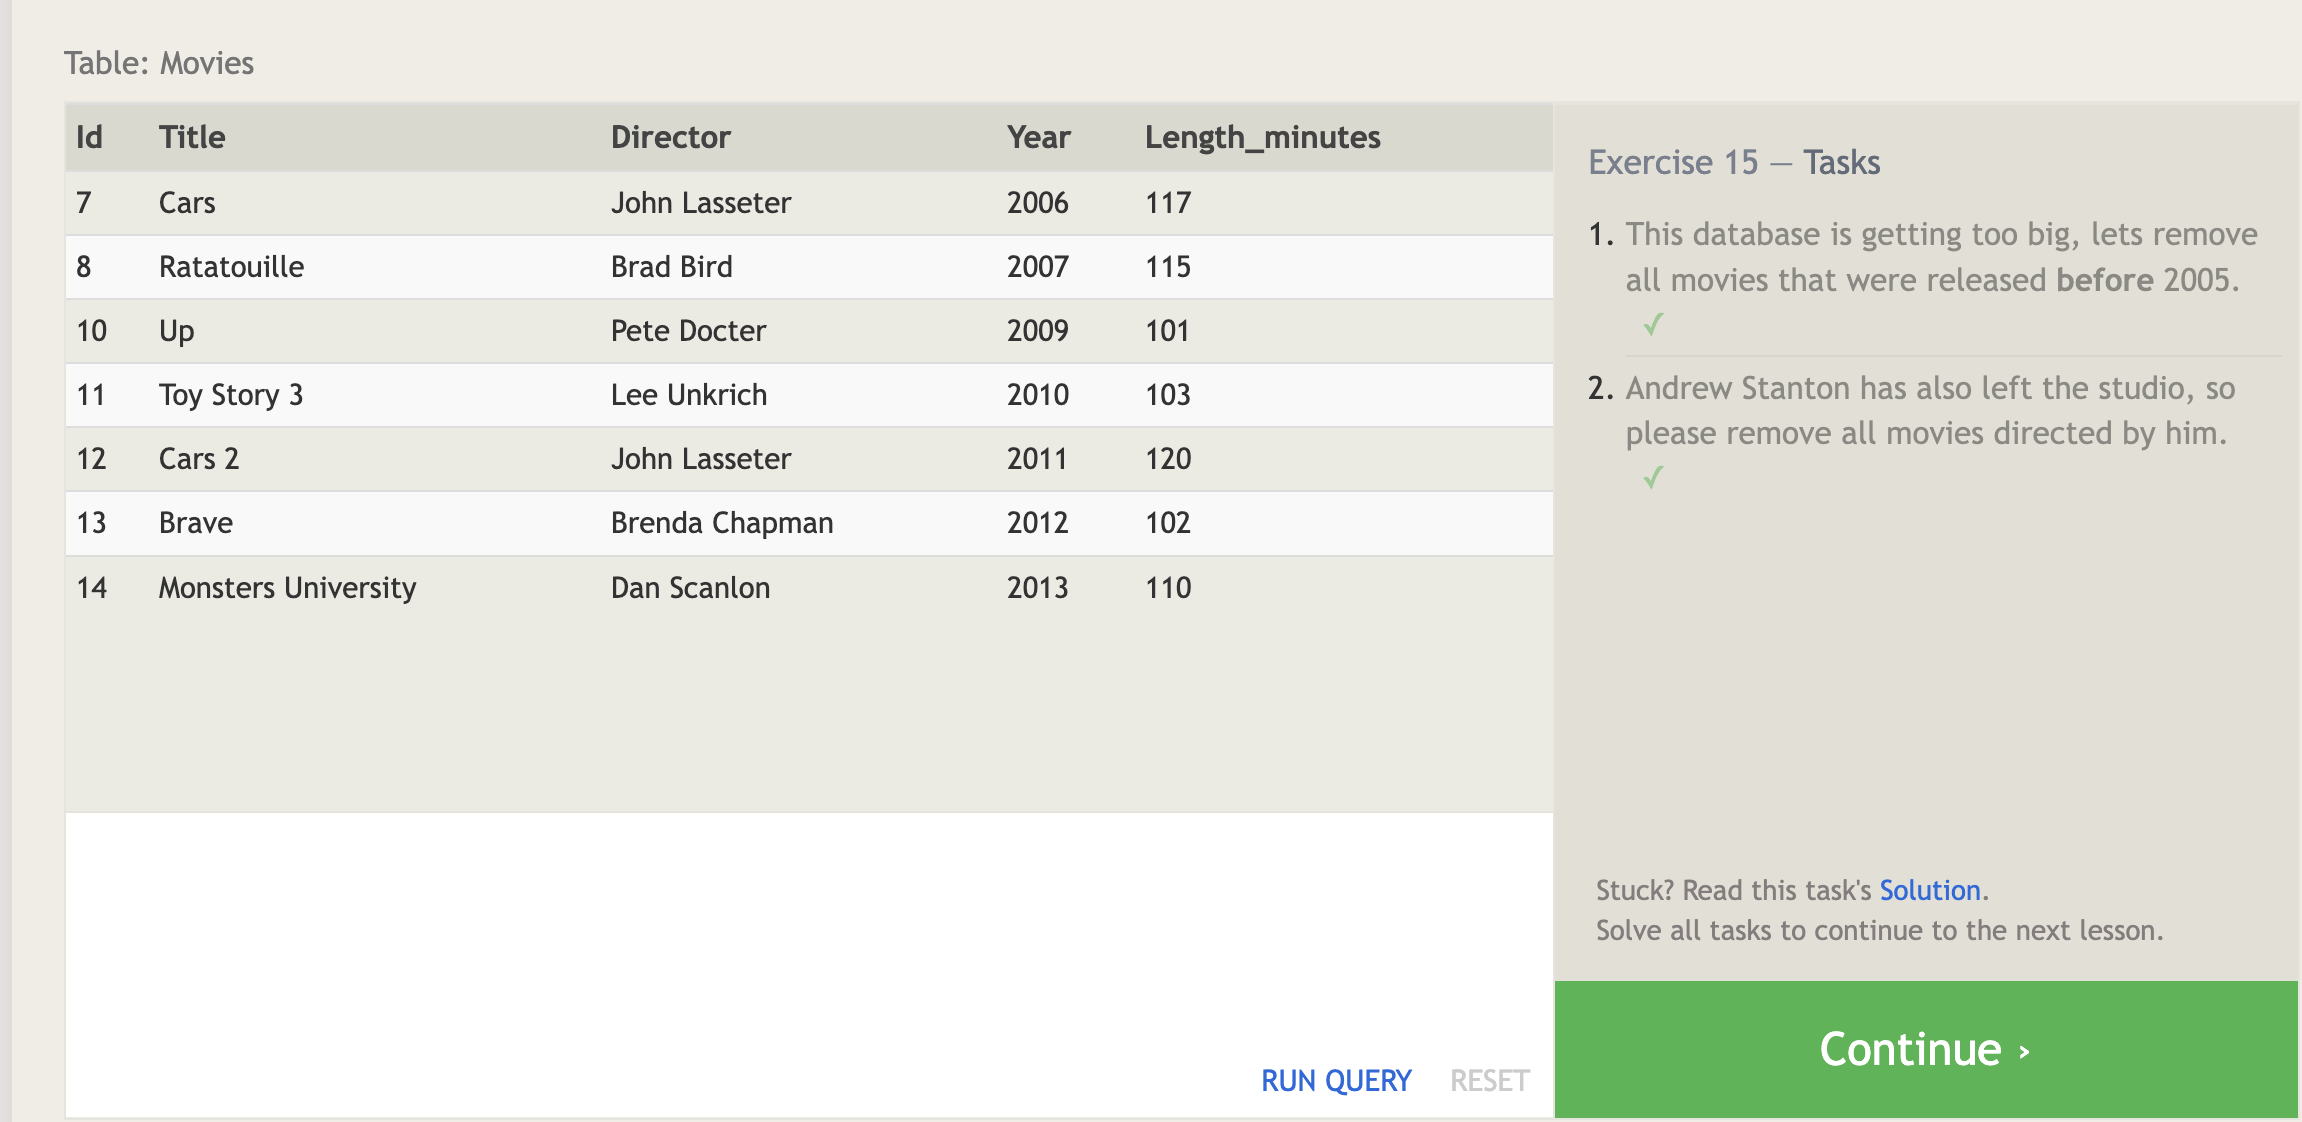 Table: Movies
Id Title Director Year Length_minutes
7 Cars John Lasseter 2006 117
8 Ratatouille Brad Bird 2007 115
10 Up Pete Docter 2009 101
11 Toy Story 3 Lee Unkrich 2010 103
12 Cars 2 John Lasseter 2011 120
13 Brave Brenda Chapman 2012 102
14 Monsters University Dan Scanlon 2013 110
RUN QUERY RESET
Exercise 15 — Tasks
1. This database is getting too big, lets remove
all movies that were released before 2005.
✓
2. Andrew Stanton has also left the studio, so
please remove all movies directed by him.
✓
Stuck? Read this task's Solution.
Solve all tasks to continue to the next lesson.
Continue ›